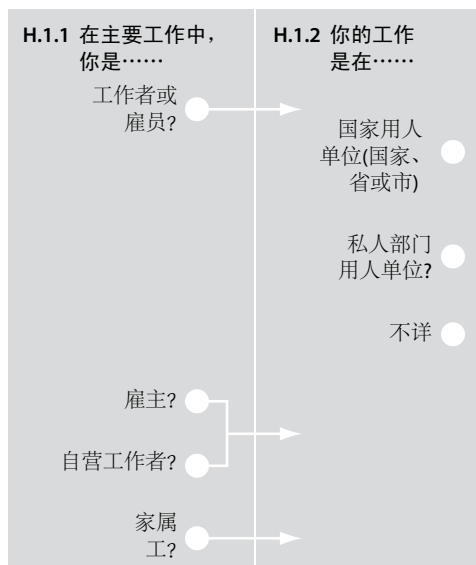 H.1.1 在主要工作中,
你是……
工作者或
雇员?
雇主?
自营工作者?
家属
工?
H.1.2 你的工作
是在……
国家用人
单位(国家、
省或市)
私人部门
用人单位?
不详